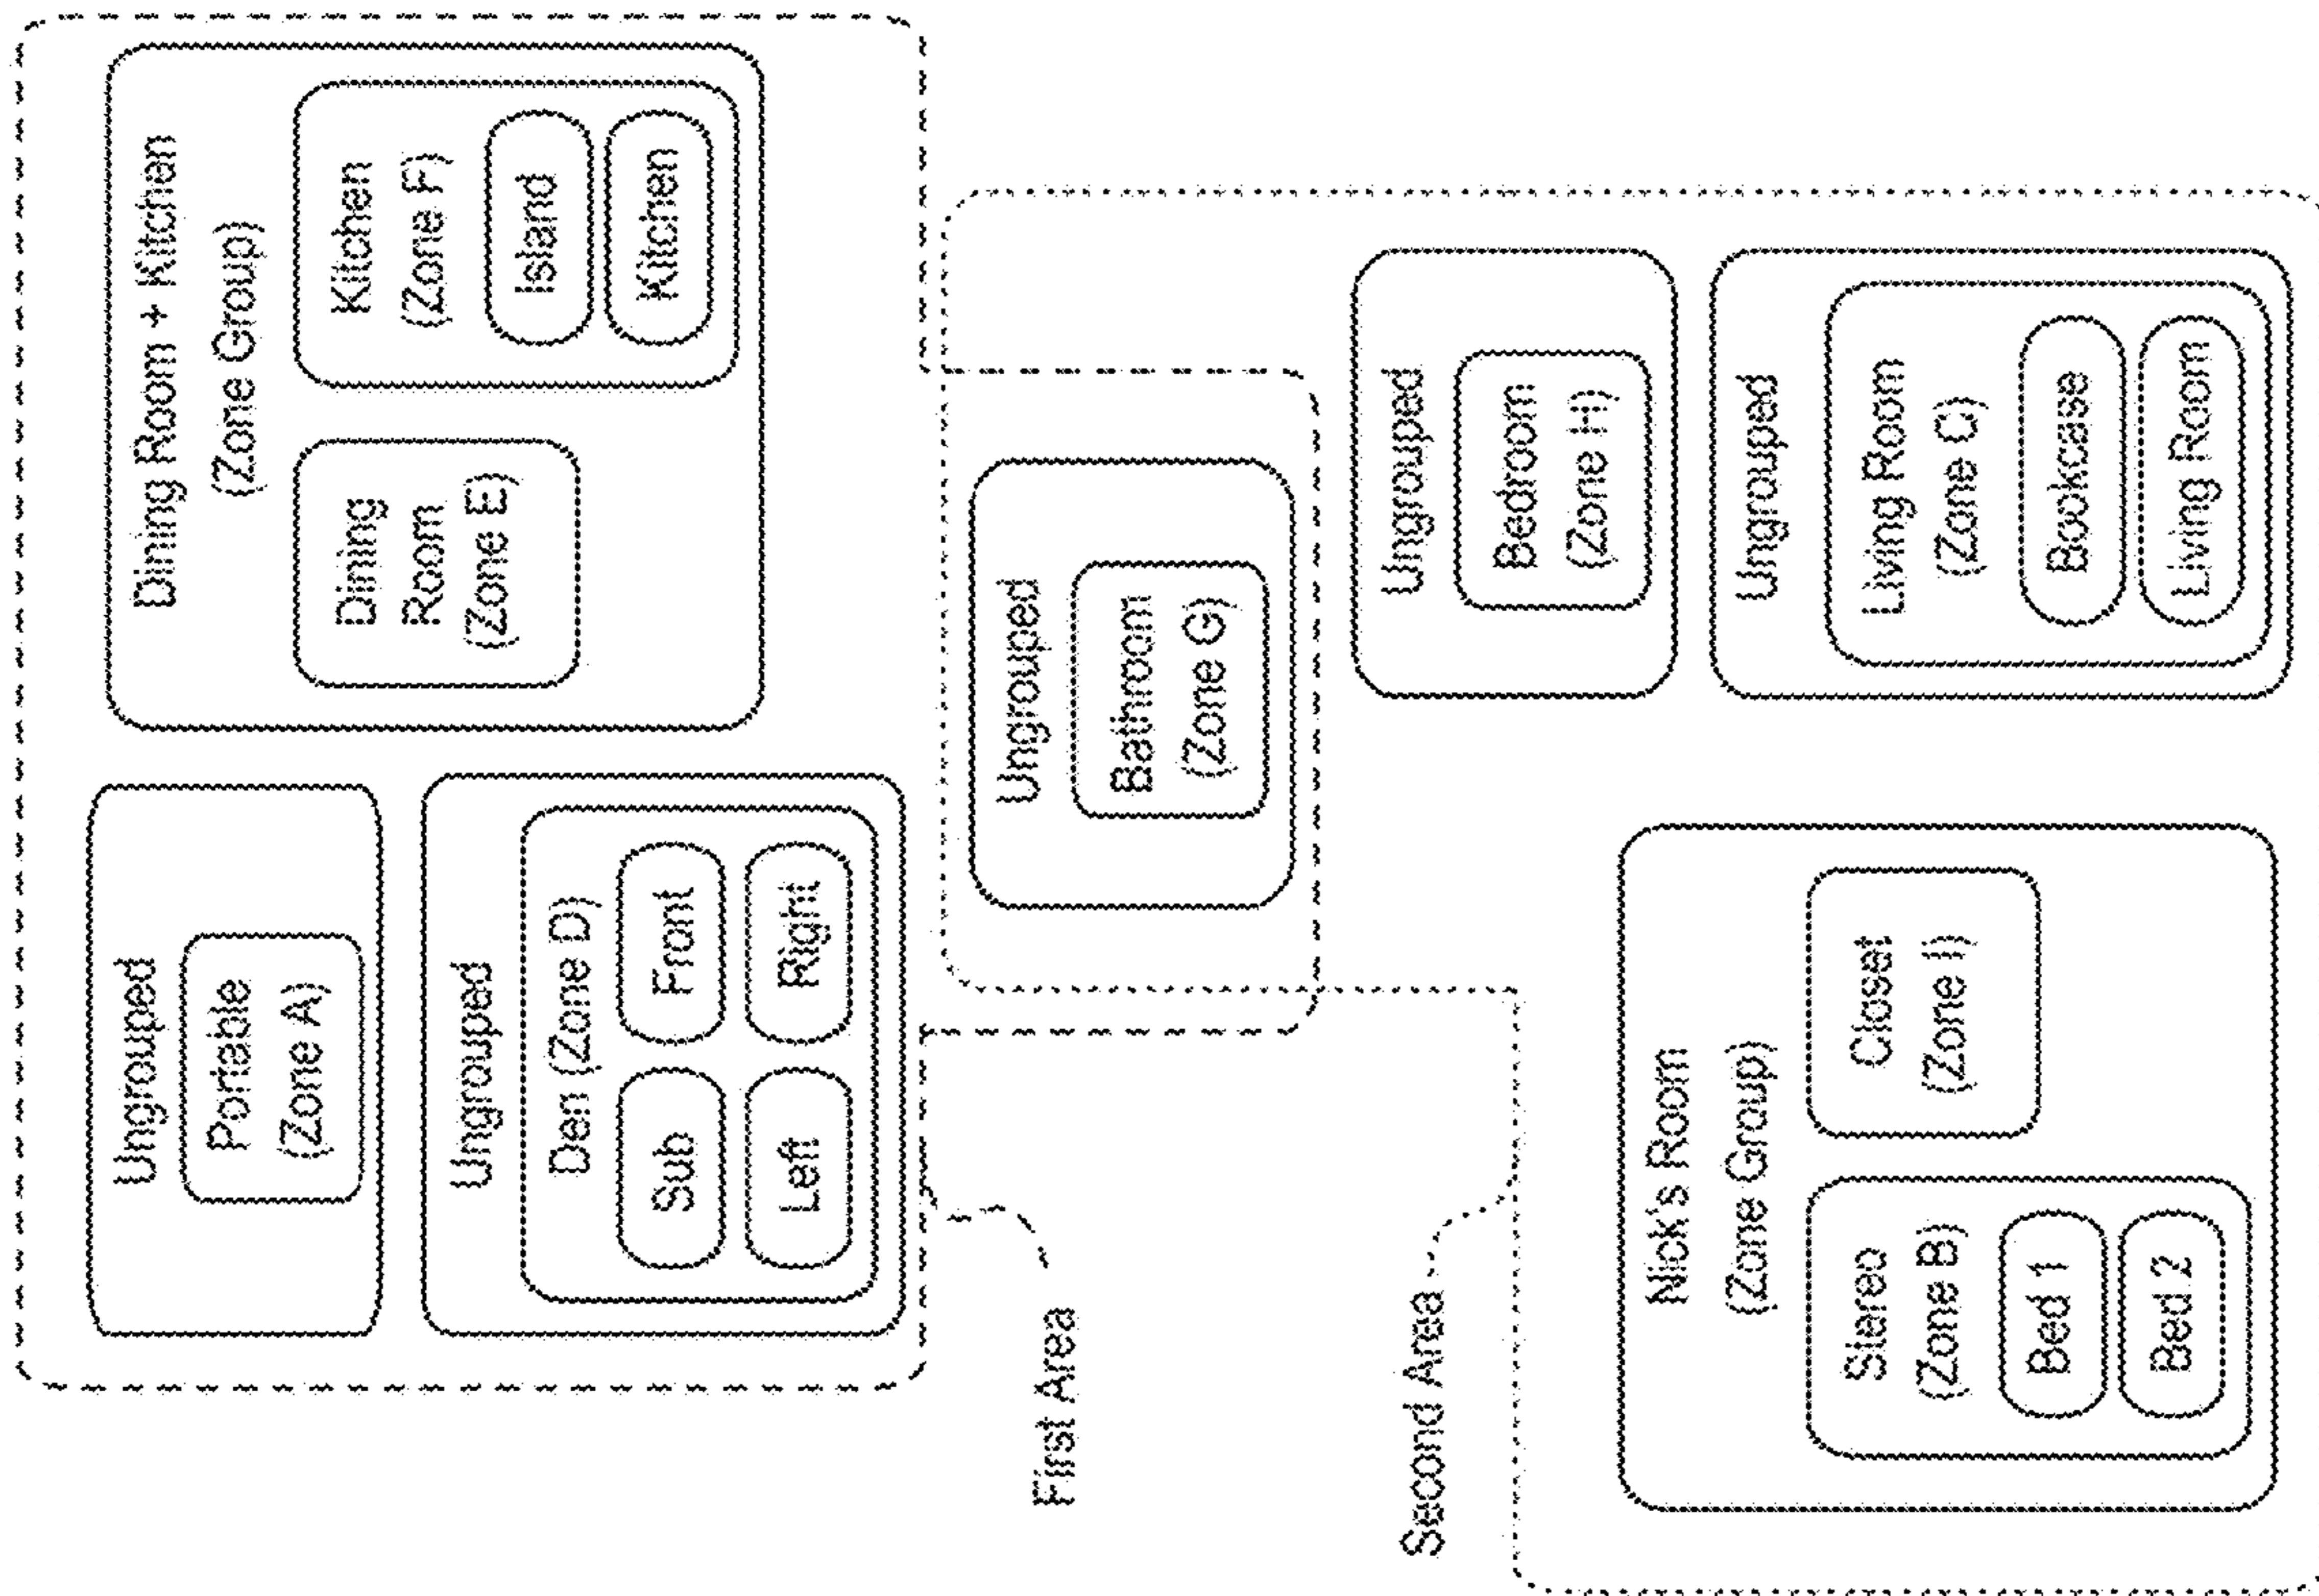 Ungrouped
Portable
(Zone A)
Ungrouped
Den (Zone D)
Sub
Front
Left
Right
Dining Room + Kitchen
(Zone Group)
Dining
Room
(Zone E)
Kitchen
(Zone F)
Island
Kitchen
First Area
Ungrouped
Bathroom
(Zone G)
Second Area
Ungrouped
Bedroom
(Zone H)
Nick's Room
(Zone Group)
Stereo
(Zone B)
Bed 1
Bed 2
Closet
(Zone I)
Ungrouped
Living Room
(Zone C)
Bookcase
Living Room